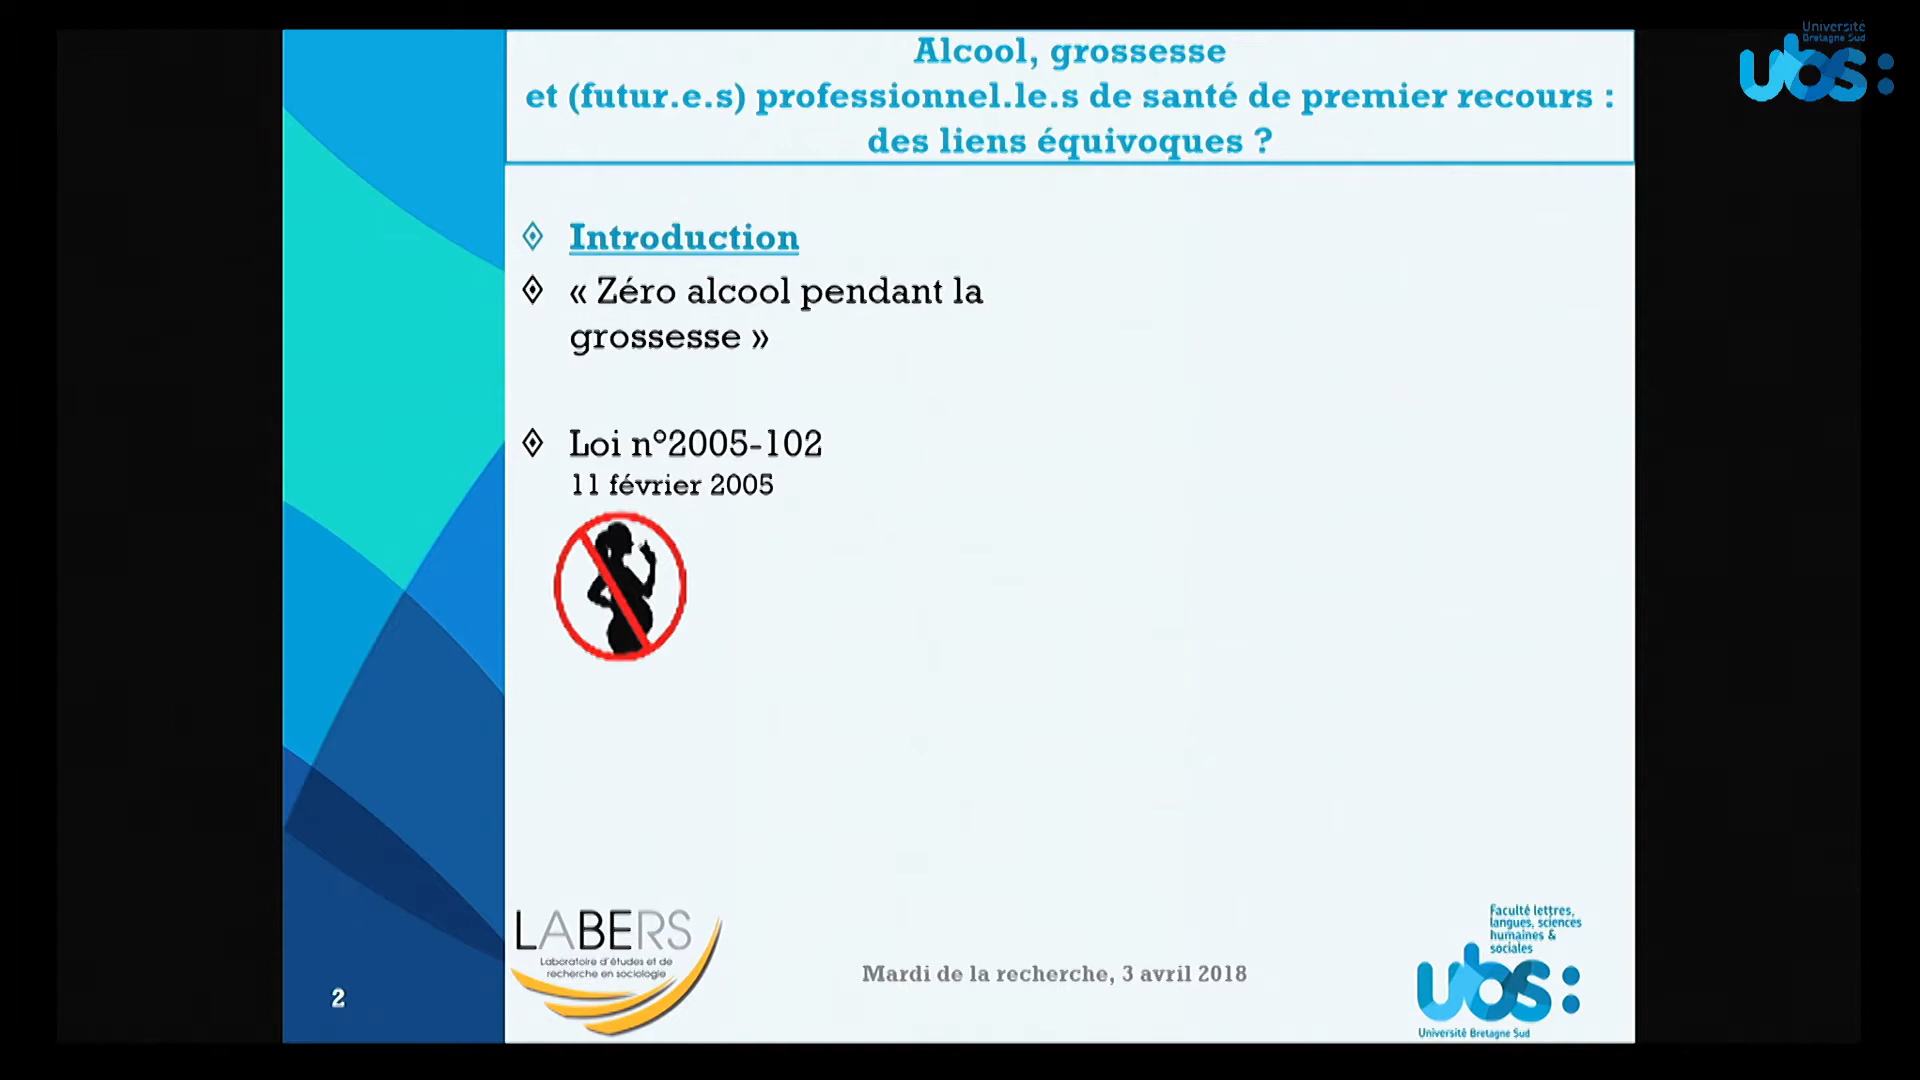 Université
Bretagne Sud
ubs:
Alcool, grossesse
et (futur.e.s) professionnel.le.s de santé de premier recours :
des liens équivoques ?
Introduction
« Zéro alcool pendant la
grossesse »
Loi n°2005-102
11 février 2005
LABERS
Laboratoire d'études et de
recherche en sociologie
Mardi de la recherche, 3 avril 2018
Faculté lettres,
langues, sciences
humaines &
sociales
ubs:
Université Bretagne Sud
2